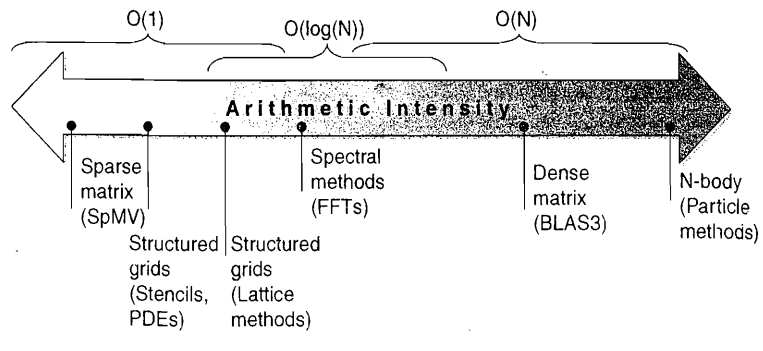 O(1)
O(log(N))
O(N)
Arithmetic Intensity
Sparse
matrix
(SpMV)
Structured
grids
(Stencils,
PDEs)
Structured
grids
(Lattice
methods)
Spectral
methods
(FFTs)
Dense
matrix
(BLAS3)
N-body
(Particle
methods)